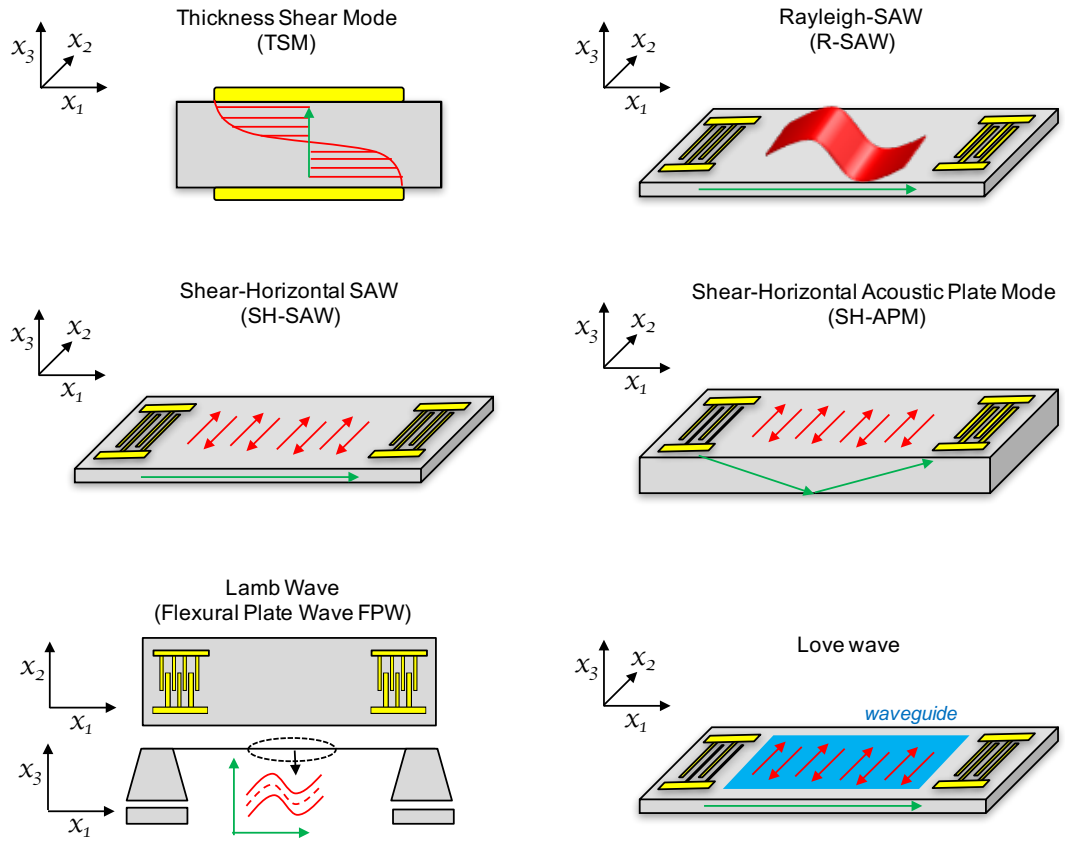 Thickness Shear Mode
(TSM)
x3
x2
x1
Rayleigh-SAW
(R-SAW)
x3
x2
x1
Shear-Horizontal SAW
(SH-SAW)
x3
x2
x1
Shear-Horizontal Acoustic Plate Mode
(SH-APM)
x3
x2
x1
Lamb Wave
(Flexural Plate Wave FPW)
x2
x1
x3
x1
Love wave
x3
x2
x1
waveguide